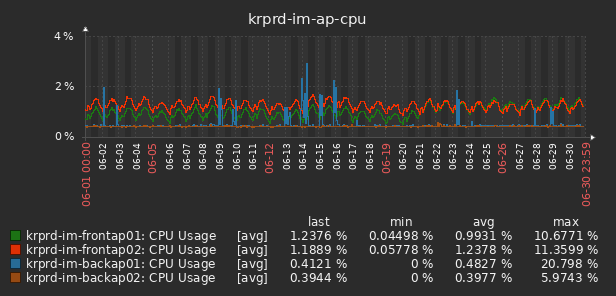 krprd-im-ap-cpu
4 %
2 %
0 %
06-01 00:00 06-02 06-03 06-04 06-05 06-06 06-07 06-08 06-09 06-10 06-11 06-12 06-13 06-14 06-15 06-16 06-17 06-18 06-19 06-20 06-21 06-22 06-23 06-24 06-25 06-26 06-27 06-28 06-29 06-30 06-30 23:59
last min avg max
krprd-im-frontap01: CPU Usage [avg] 1.2376 % 0.04498 % 0.9931 % 10.6771 %
krprd-im-frontap02: CPU Usage [avg] 1.1889 % 0.05778 % 1.2378 % 11.3599 %
krprd-im-backap01: CPU Usage [avg] 0.4121 % 0 % 0.4827 % 20.798 %
krprd-im-backap02: CPU Usage [avg] 0.3944 % 0 % 0.3977 % 5.9743 %